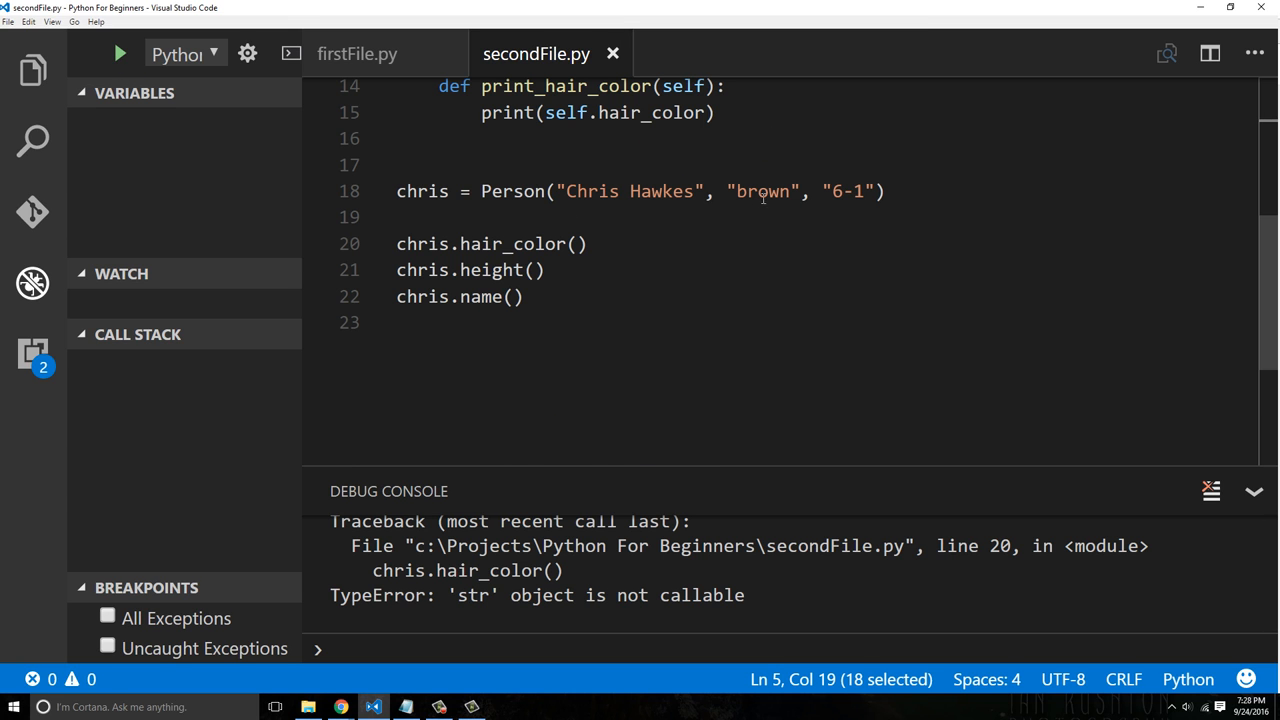 secondFile.py - Python For Beginners - Visual Studio Code
File Edit View Go Help
Pythor
firstFile.py
secondFile.py
VARIABLES
WATCH
CALL STACK
BREAKPOINTS
All Exceptions
Uncaught Exceptions
2
14 def print_hair_color(self):
15 print(self.hair_color)
16
17
18 chris = Person("Chris Hawkes", "brown", "6-1")
19
20 chris.hair_color()
21 chris.height()
22 chris.name()
23
DEBUG CONSOLE
Traceback (most recent call last):
File "c:\Projects\Python For Beginners\secondFile.py", line 20, in <module>
chris.hair_color()
TypeError: 'str' object is not callable
0 0
Ln 5, Col 19 (18 selected) Spaces: 4 UTF-8 CRLF Python
I'm Cortana. Ask me anything.
7:28 PM
9/24/2016